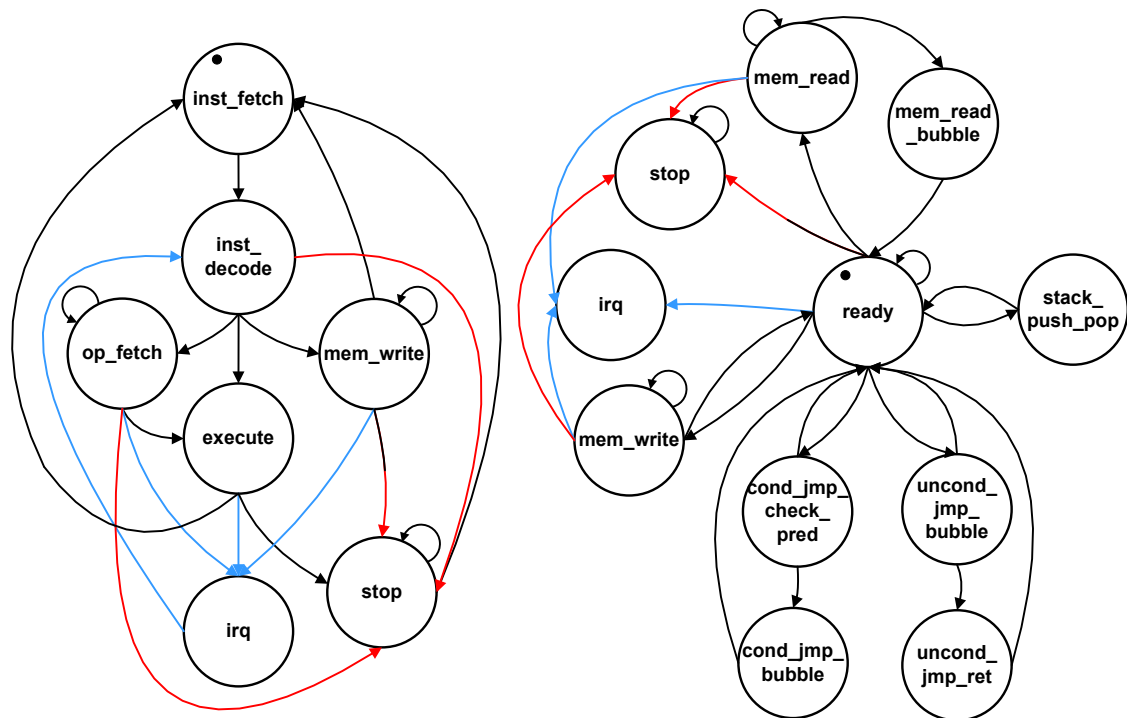 inst_fetch
inst_
decode
op_fetch
mem_write
execute
stop
irq
mem_read
mem_read
_bubble
stop
irq
ready
stack_
push_pop
mem_write
cond_jmp_
check_
pred
uncond_
jmp_
bubble
cond_jmp_
bubble
uncond_
jmp_ret